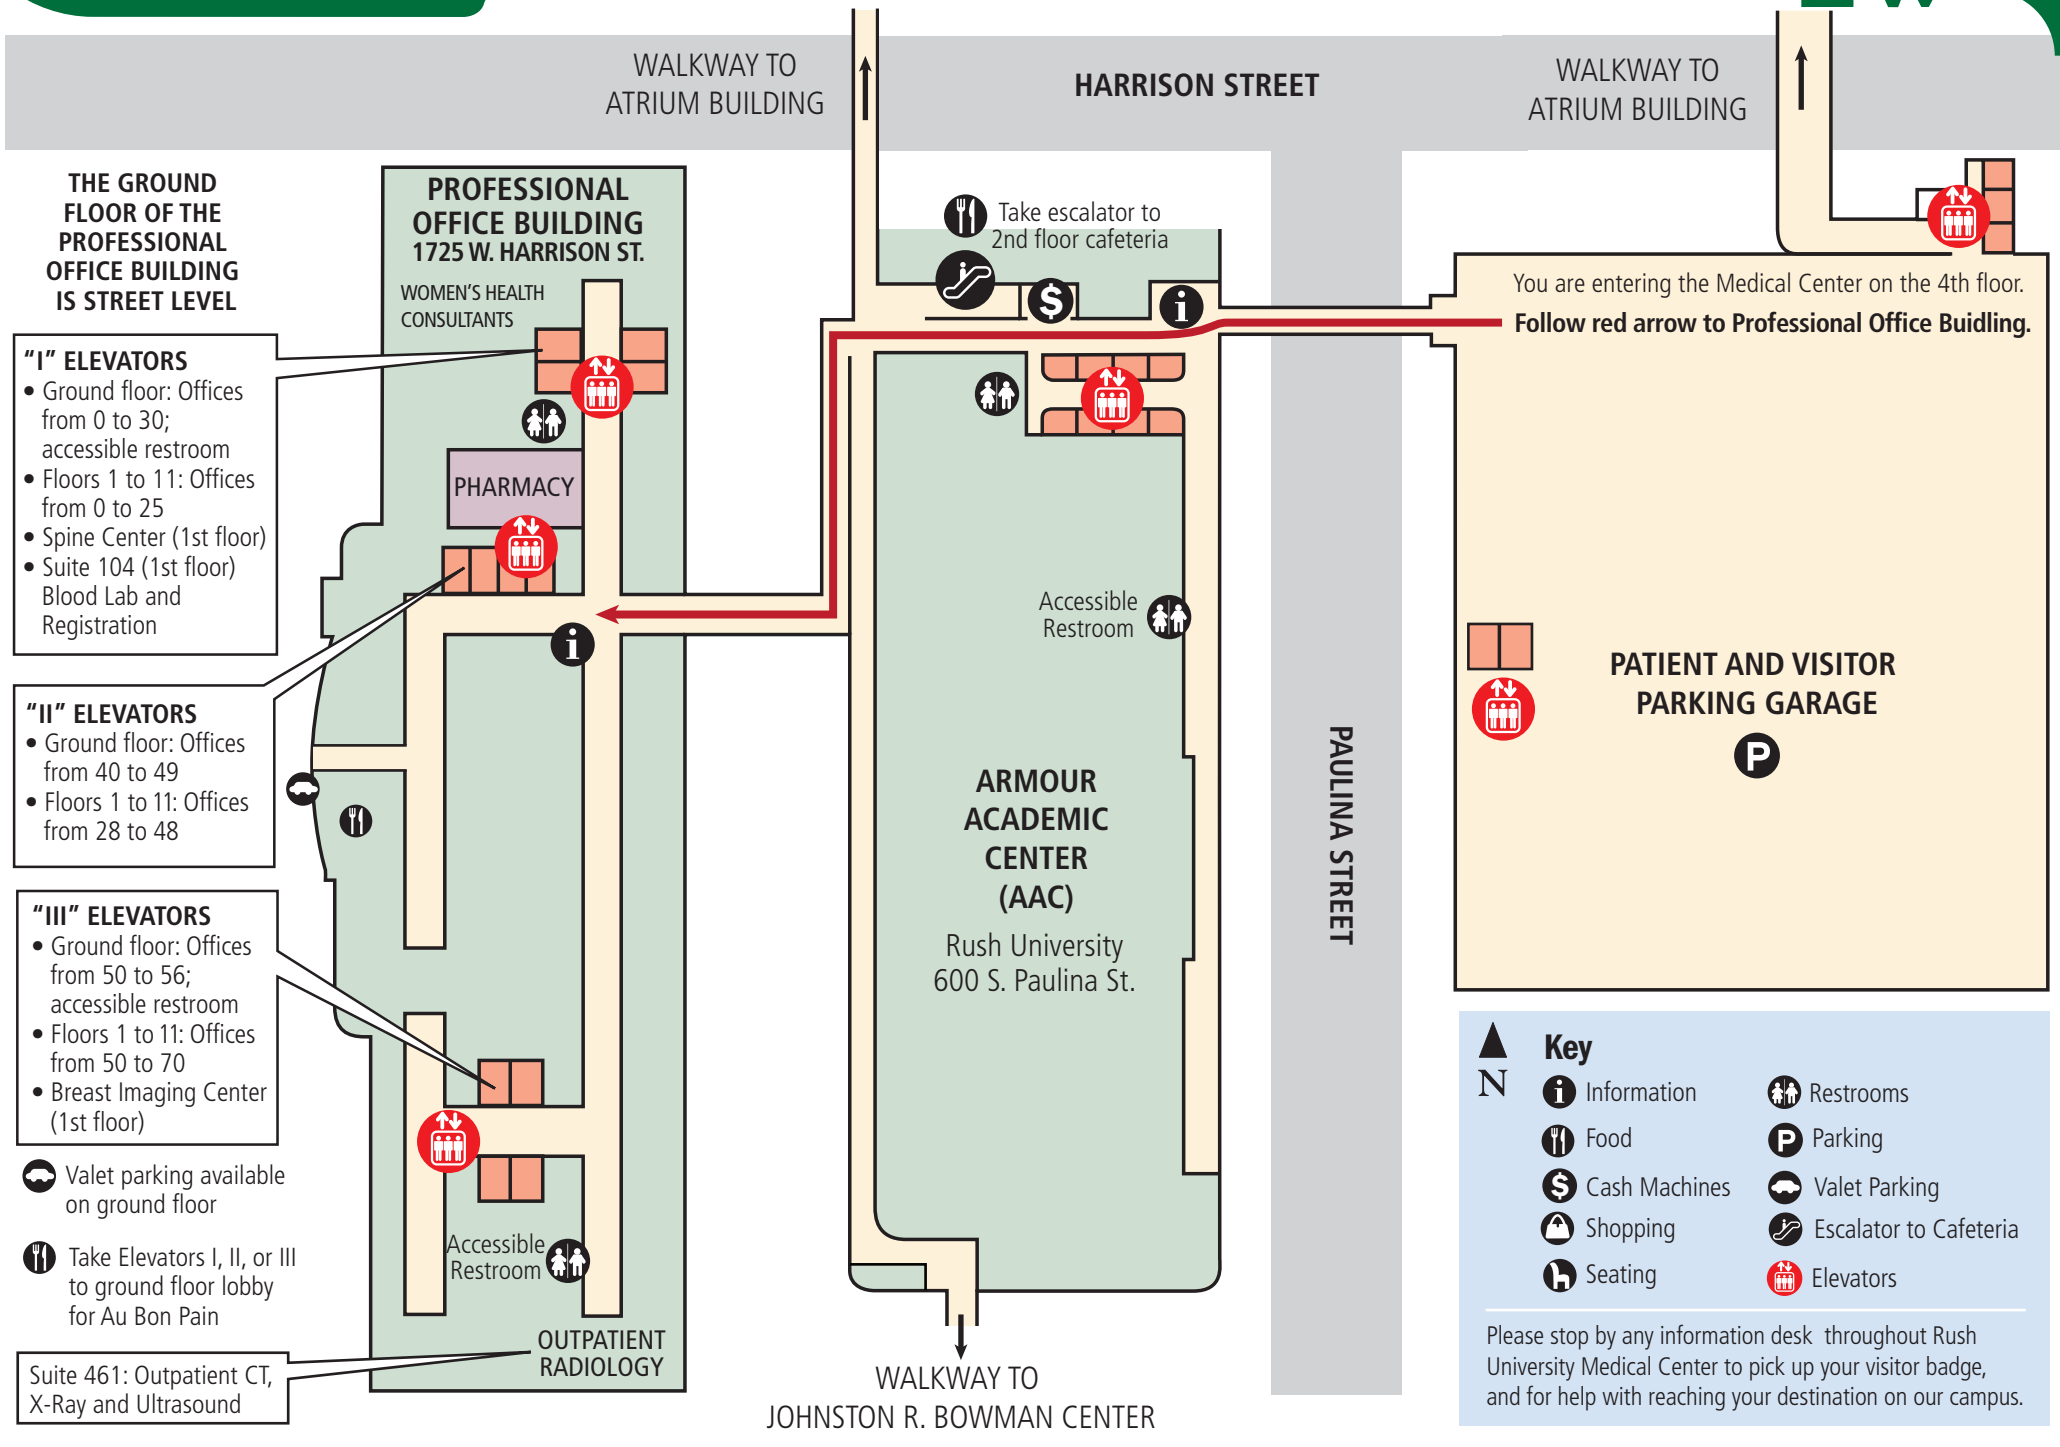 WALKWAY TO
ATRIUM BUILDING
HARRISON STREET
WALKWAY TO
ATRIUM BUILDING
THE GROUND
FLOOR OF THE
PROFESSIONAL
OFFICE BUILDING
IS STREET LEVEL
PROFESSIONAL
OFFICE BUILDING
1725 W. HARRISON ST.
WOMEN'S HEALTH
CONSULTANTS
Take escalator to
2nd floor cafeteria
$
i
You are entering the Medical Center on the 4th floor.
Follow red arrow to Professional Office Buidling.
"I" ELEVATORS
• Ground floor: Offices
from 0 to 30;
accessible restroom
• Floors 1 to 11: Offices
from 0 to 25
• Spine Center (1st floor)
• Suite 104 (1st floor)
Blood Lab and
Registration
PHARMACY
i
Accessible
Restroom
"II" ELEVATORS
• Ground floor: Offices
from 40 to 49
• Floors 1 to 11: Offices
from 28 to 48
PATIENT AND VISITOR
PARKING GARAGE
P
PAULINA STREET
ARMOUR
ACADEMIC
CENTER
(AAC)
Rush University
600 S. Paulina St.
"III" ELEVATORS
• Ground floor: Offices
from 50 to 56;
accessible restroom
• Floors 1 to 11: Offices
from 50 to 70
• Breast Imaging Center
(1st floor)
Valet parking available
on ground floor
Take Elevators I, II, or III
to ground floor lobby
for Au Bon Pain
Accessible
Restroom
OUTPATIENT
RADIOLOGY
Suite 461: Outpatient CT,
X-Ray and Ultrasound
WALKWAY TO
JOHNSTON R. BOWMAN CENTER
N
Key
i Information
Food
$ Cash Machines
Shopping
Seating
Restrooms
P Parking
Valet Parking
Escalator to Cafeteria
Elevators
Please stop by any information desk throughout Rush
University Medical Center to pick up your visitor badge,
and for help with reaching your destination on our campus.